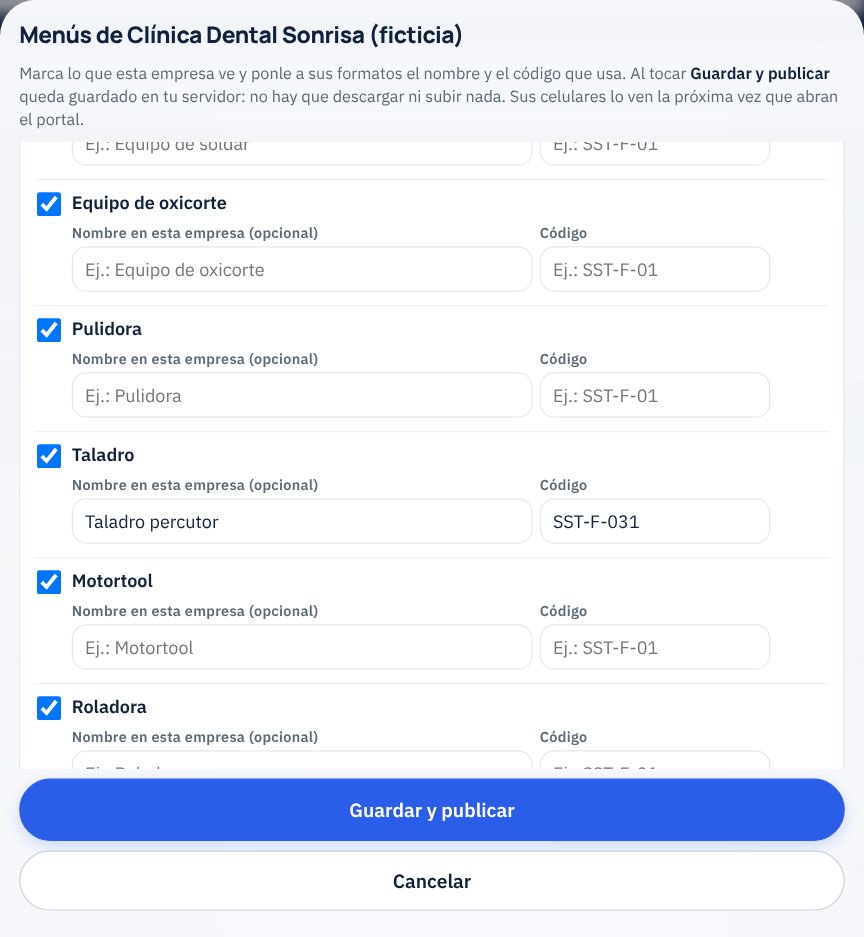 Menús de Clínica Dental Sonrisa (ficticia)
Marca lo que esta empresa ve y ponle a sus formatos el nombre y el código que usa. Al tocar Guardar y publicar
queda guardado en tu servidor: no hay que descargar ni subir nada. Sus celulares lo ven la próxima vez que abran
el portal.
Ej.: Equipo de soldar
Ej.: SST-F-01
Equipo de oxicorte
Nombre en esta empresa (opcional)
Código
Ej.: Equipo de oxicorte
Ej.: SST-F-01
Pulidora
Nombre en esta empresa (opcional)
Código
Ej.: Pulidora
Ej.: SST-F-01
Taladro
Nombre en esta empresa (opcional)
Código
Taladro percutor
SST-F-031
Motortool
Nombre en esta empresa (opcional)
Código
Ej.: Motortool
Ej.: SST-F-01
Roladora
Nombre en esta empresa (opcional)
Código
Guardar y publicar
Cancelar